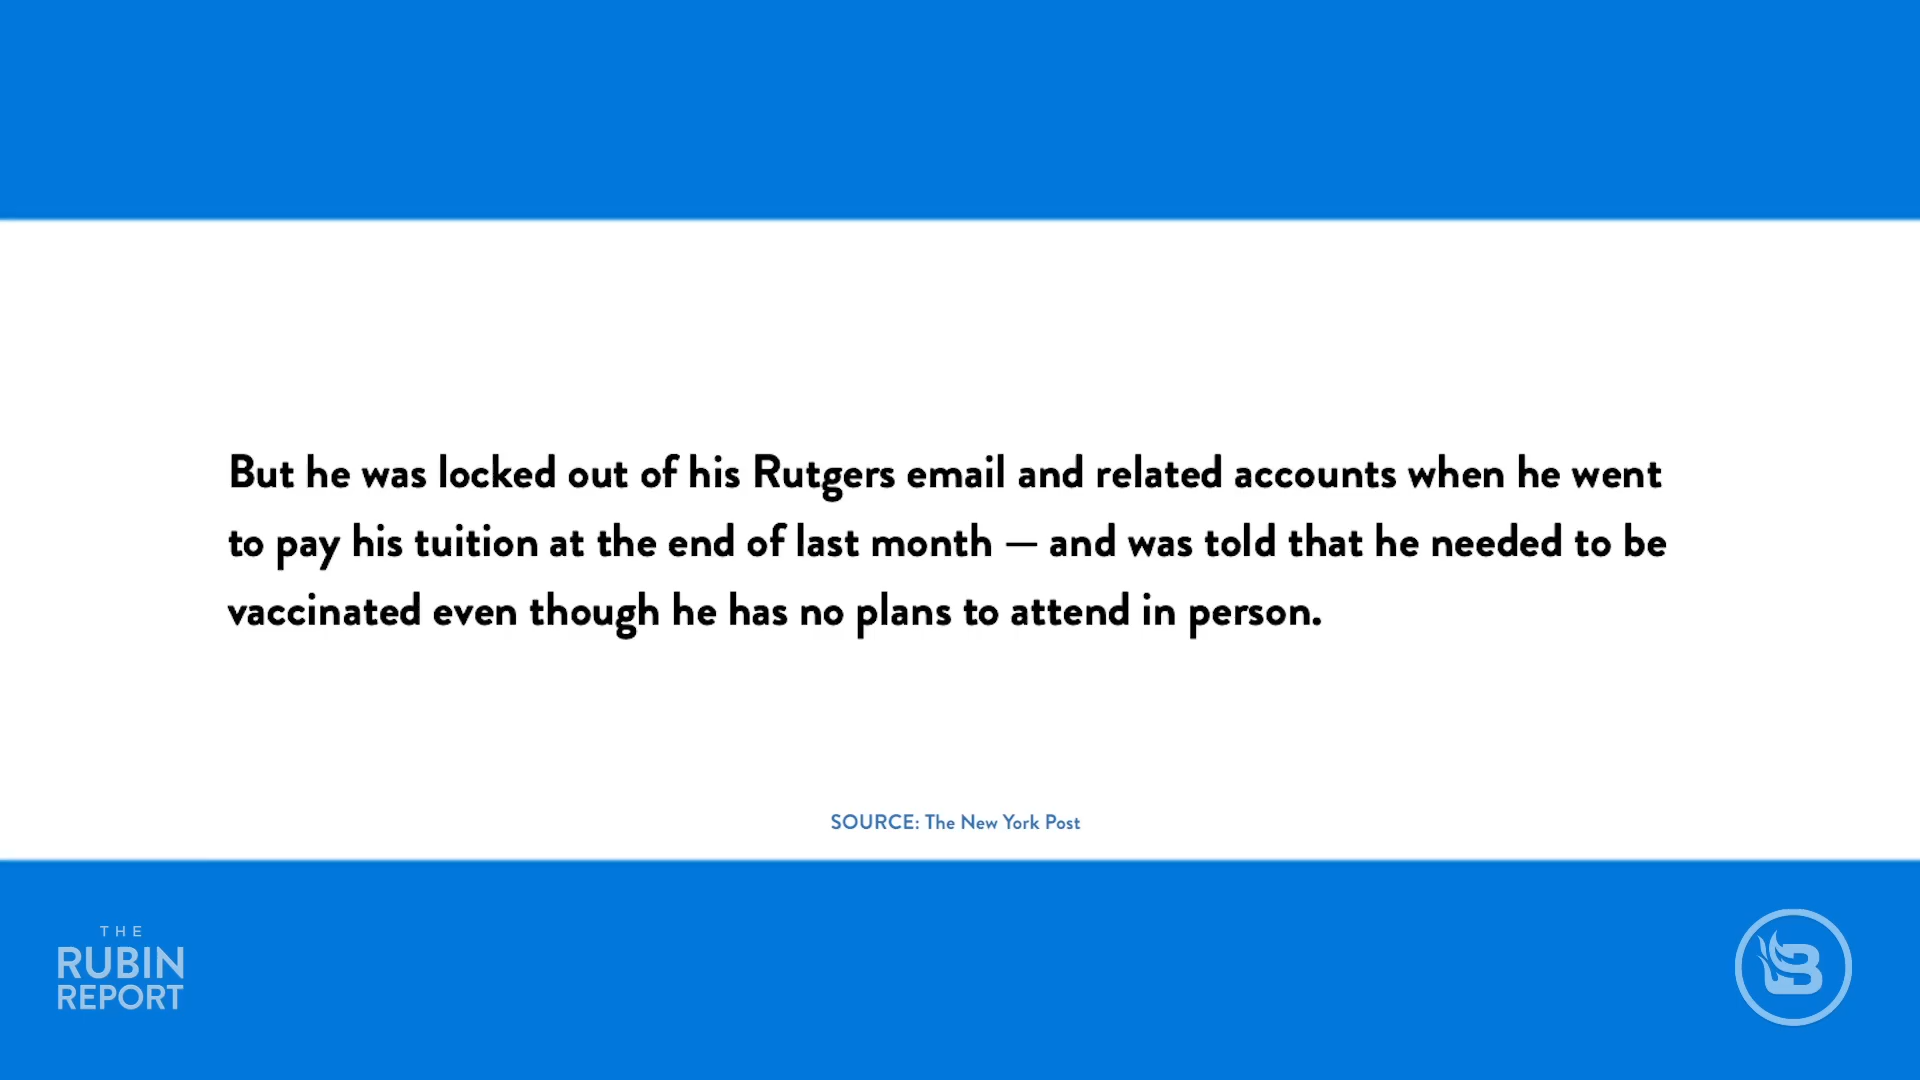 But he was locked out of his Rutgers email and related accounts when he went
to pay his tuition at the end of last month — and was told that he needed to be
vaccinated even though he has no plans to attend in person.
SOURCE: The New York Post
THE
RUBIN
REPORT
B